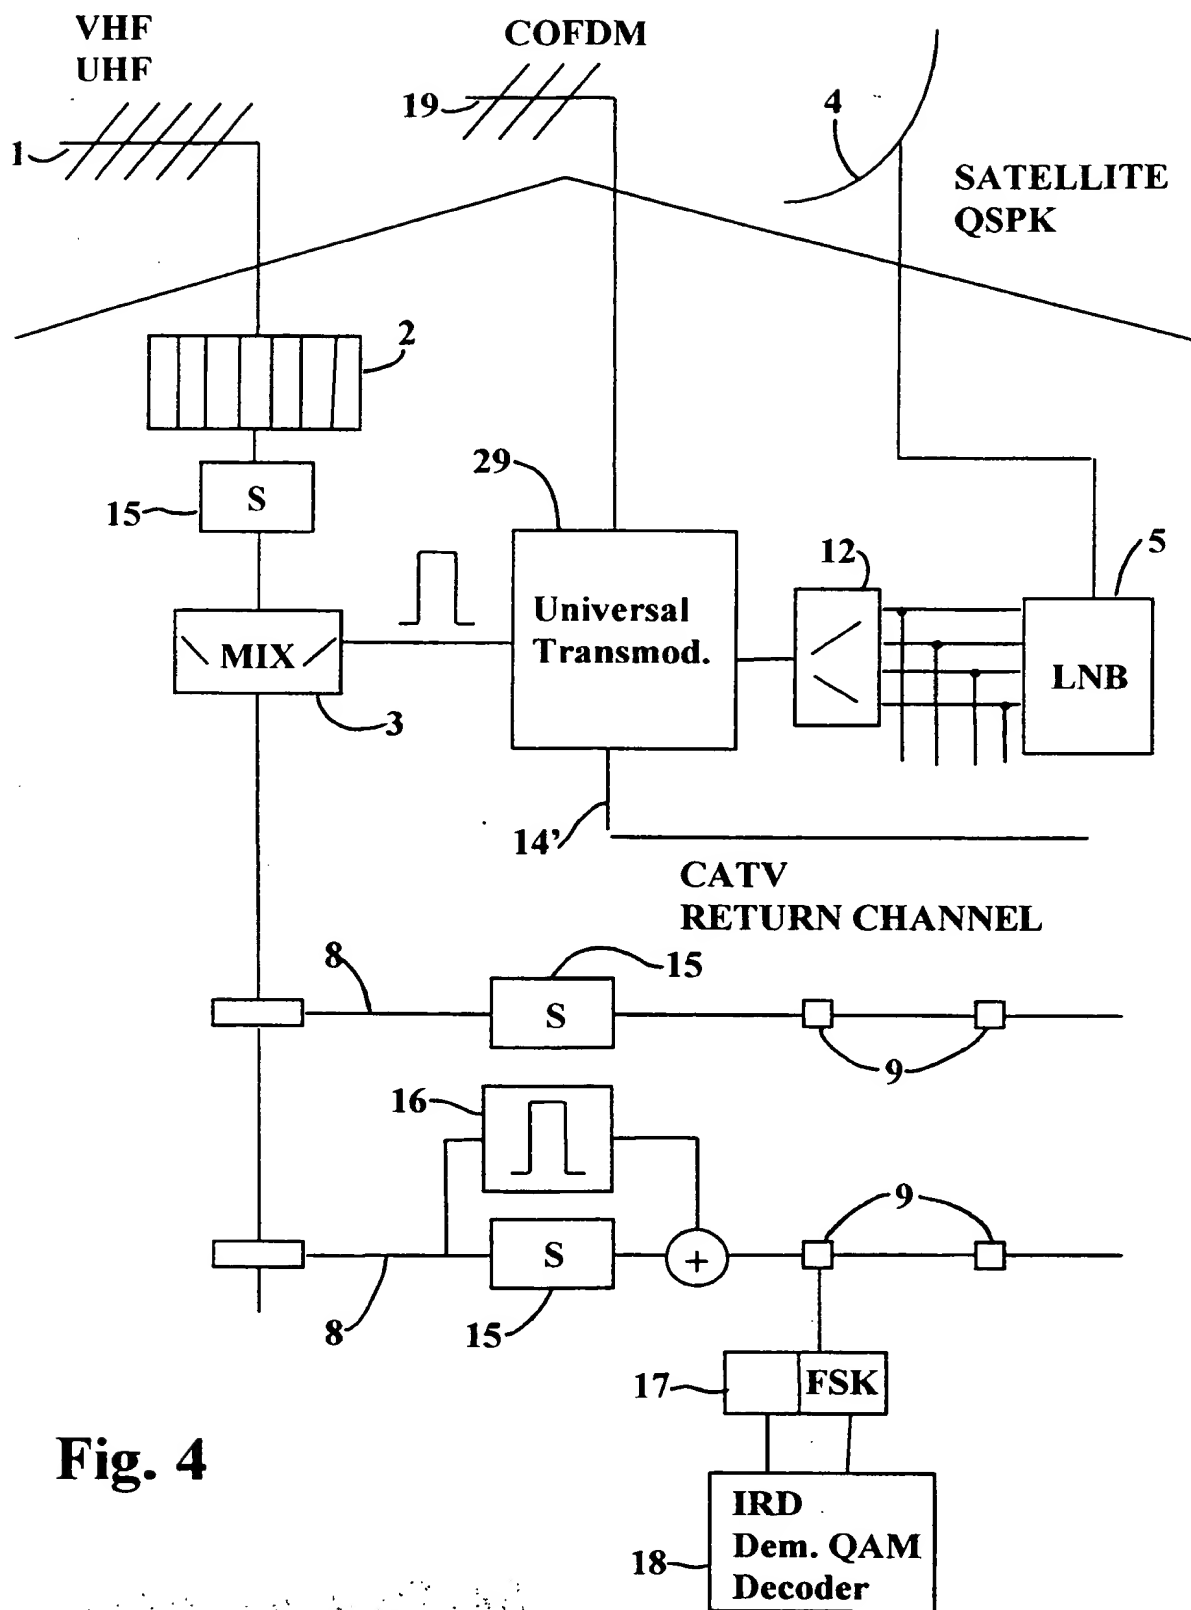 VHF
UHF
COFDM
1
19
4
SATELLITE
QSPK
2
15
S
29
12
5
Universal
Transmod.
MIX
LNB
3
14’
CATV
RETURN CHANNEL
8
15
S
9
16
9
S
+
8
15
17
FSK
Fig. 4
IRD
Dem. QAM
Decoder
18